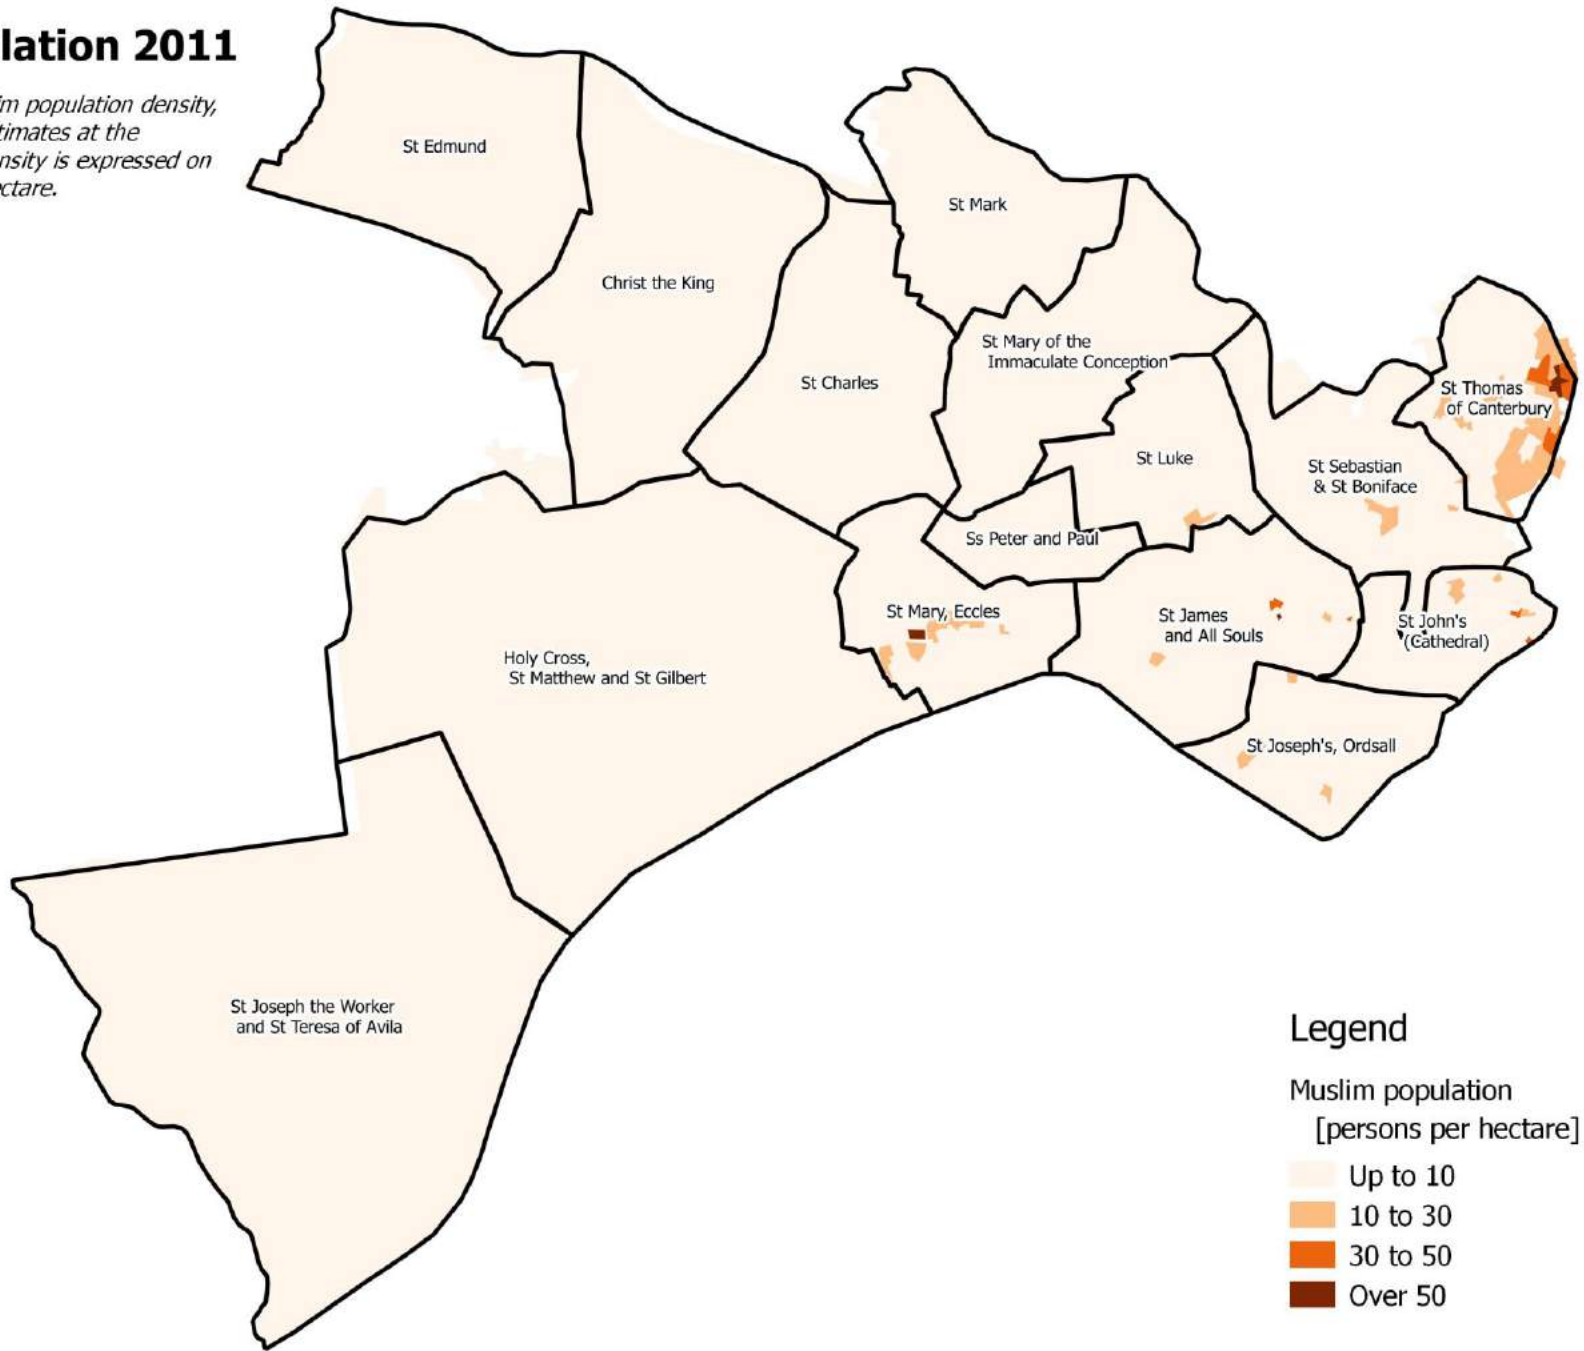 lation 2011
m population density,
timates at the
nsity is expressed on
ctare.
St Edmund
St Mark
Christ the King
St Mary of the
Immaculate Conception
St Charles
St Thomas
of Canterbury
St Luke
St Sebastian
& St Boniface
Ss Peter and Paul
St Mary, Eccles
St James
and All Souls
St John's
(Cathedral)
Holy Cross,
St Matthew and St Gilbert
St Joseph's, Ordsall
St Joseph the Worker
and St Teresa of Avila
Legend
Muslim population
[persons per hectare]
Up to 10
10 to 30
30 to 50
Over 50